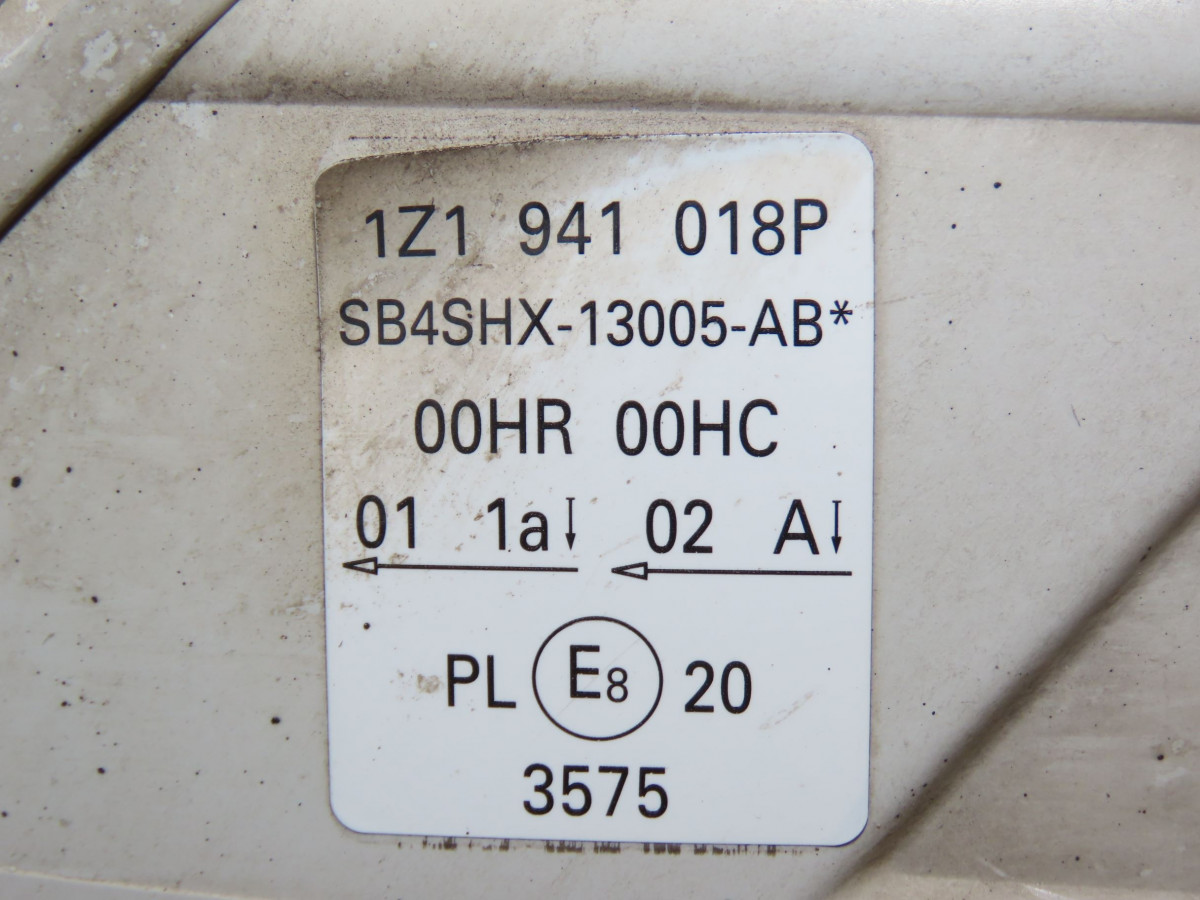 1Z1 941 018P
SB4SHX-13005-AB*
00HR 00HC
01 1a↓ 02 A↓
PL E8 20
3575